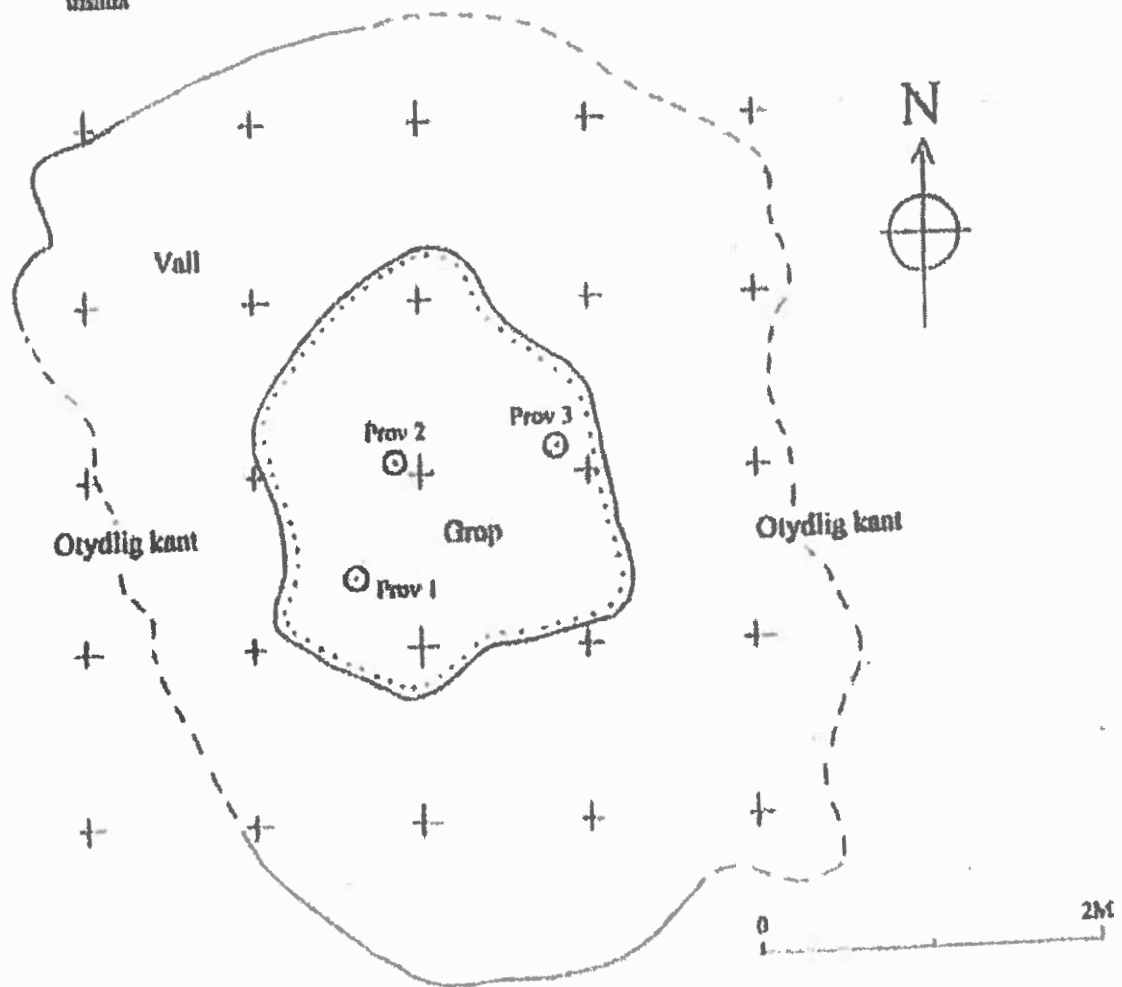 N
Vall
Prov 3
Prov 2
Otydlig kant
Grop
Otydlig kant
Prov 1
0 2M